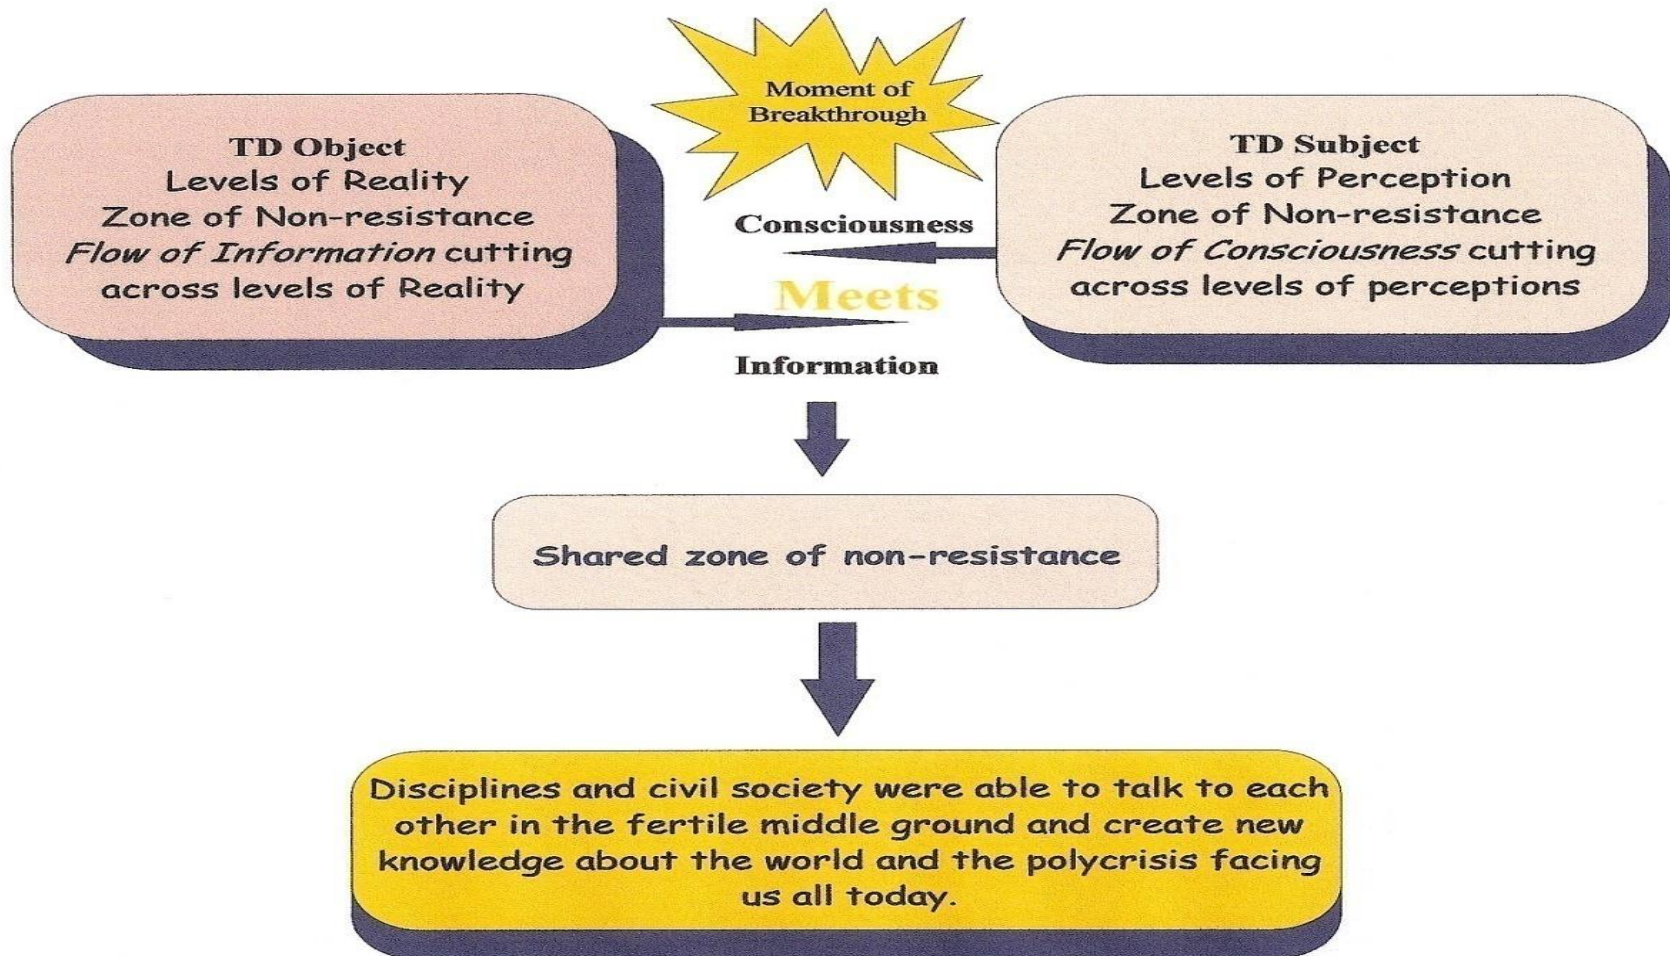 Moment of
Breakthrough
TD Object
Levels of Reality
Zone of Non-resistance
Flow of Information cutting
across levels of Reality
Consciousness
Meets
Information
TD Subject
Levels of Perception
Zone of Non-resistance
Flow of Consciousness cutting
across levels of perceptions
Shared zone of non-resistance
Disciplines and civil society were able to talk to each
other in the fertile middle ground and create new
knowledge about the world and the polycrisis facing
us all today.